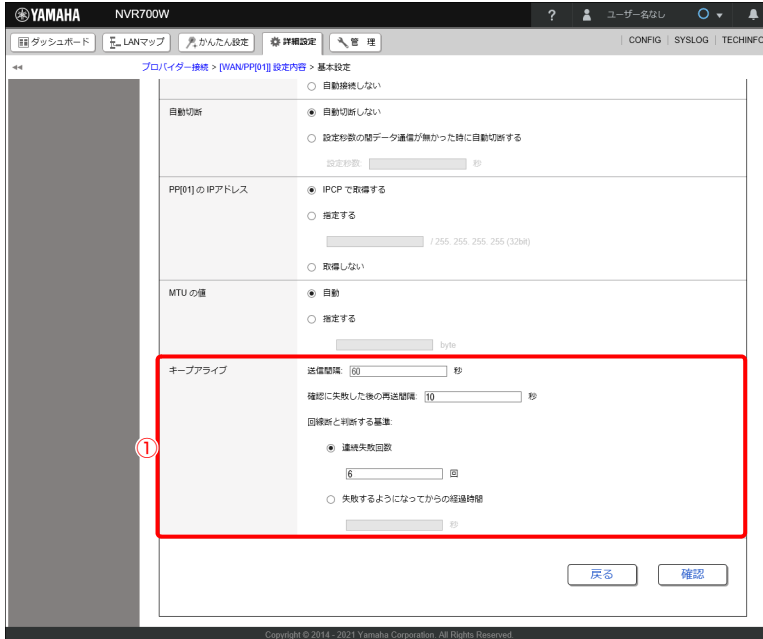 YAMAHA NVR700W ? ユーザー名なし
ダッシュボード LANマップ かんたん設定 詳細設定 管 理 CONFIG SYSLOG TECHINFO
プロバイダー接続 > [WAN/PP[01]] 設定内容 > 基本設定
自動接続しない
自動切断 自動切断しない
設定秒数の間データ通信が無かった時に自動切断する
設定秒数: 秒
PP[01] の IPアドレス IPCP で取得する
指定する
/ 255. 255. 255. 255 (32bit)
取得しない
MTU の値 自動
指定する
byte
キープアライブ 送信間隔: 60 秒
確認に失敗した後の再送間隔: 10 秒
回線断と判断する基準:
① 連続失敗回数
6 回
失敗するようになってからの経過時間
秒
戻る 確認
Copyright © 2014 - 2021 Yamaha Corporation. All Rights Reserved.